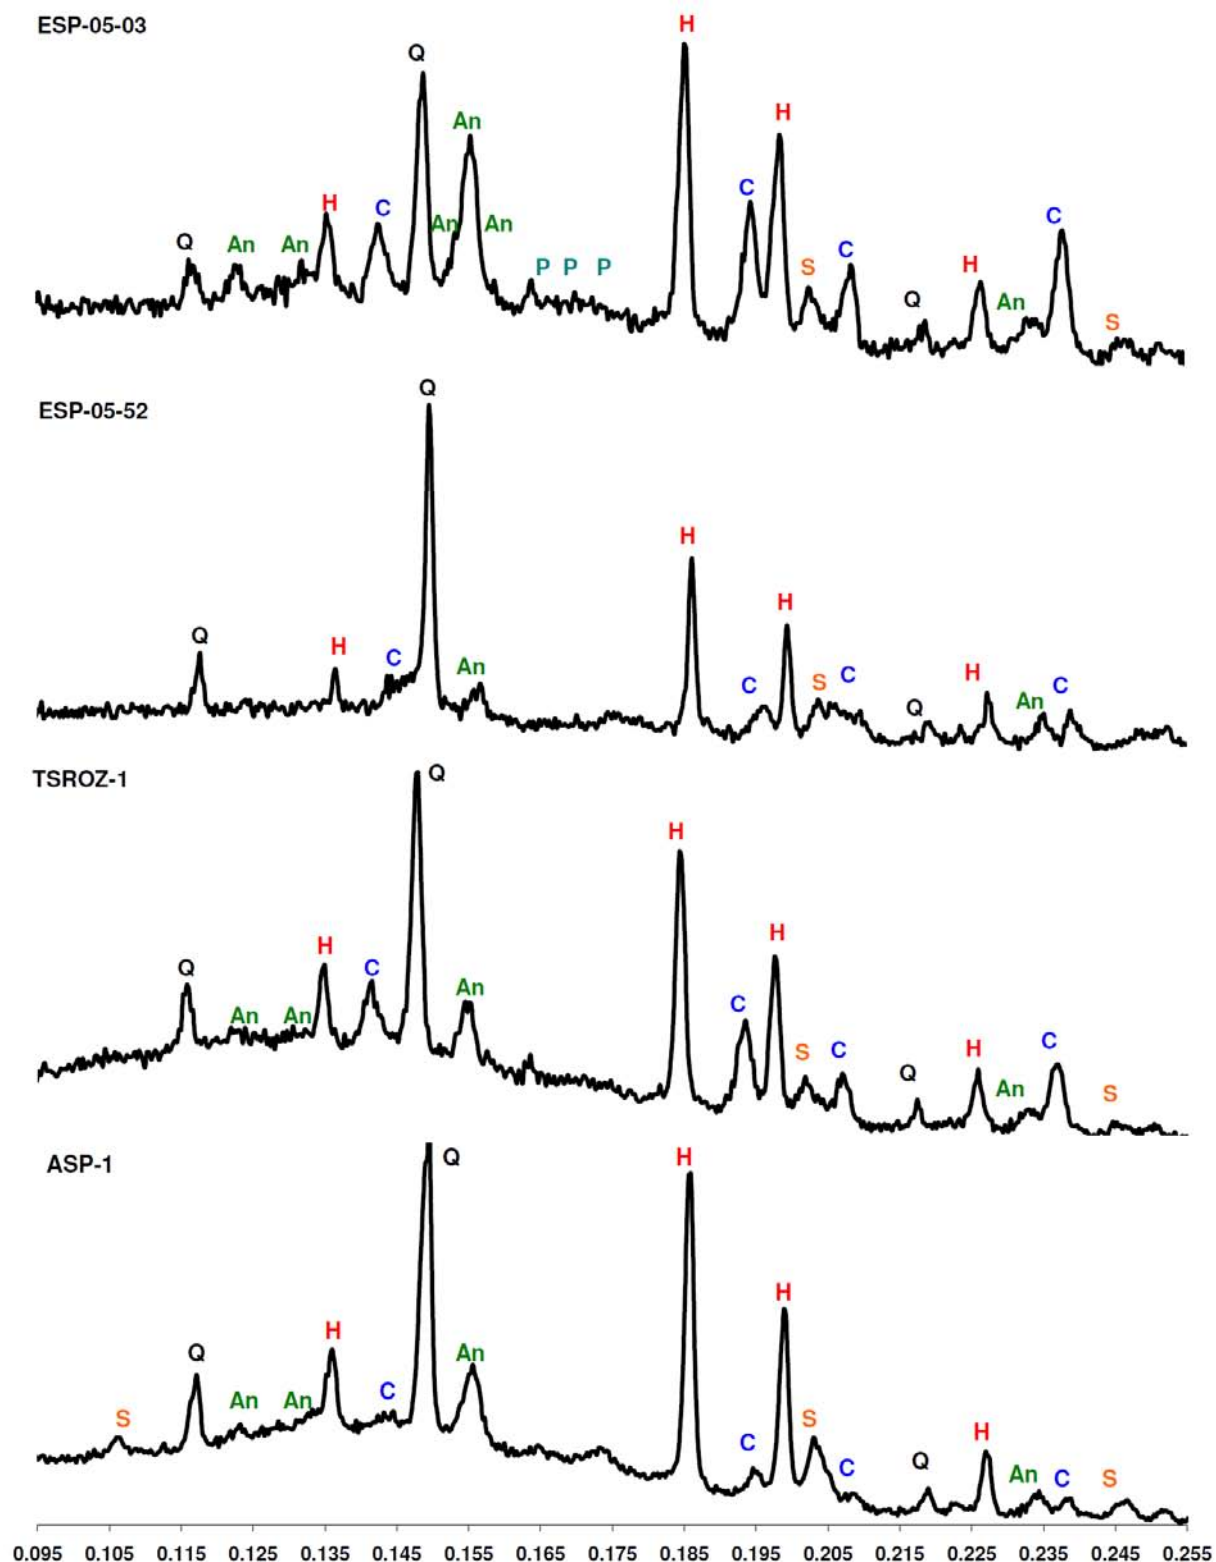 ESP-05-03
H
Q
H
An
C
H
C
C
An
An
Q
An
An
C
S
P
P
P
H
Q
An
S
Q
ESP-05-52
H
H
Q
H
C
An
C
S
C
H
Q
An
C
TSROZ-1
Q
H
H
H
Q
C
An
An
An
C
S
C
Q
H
C
An
S
ASP-1
Q
H
H
H
Q
An
An
An
C
S
C
S
C
H
Q
An
C
S
0.095 0.105 0.115 0.125 0.135 0.145 0.155 0.165 0.175 0.185 0.195 0.205 0.215 0.225 0.235 0.245 0.255